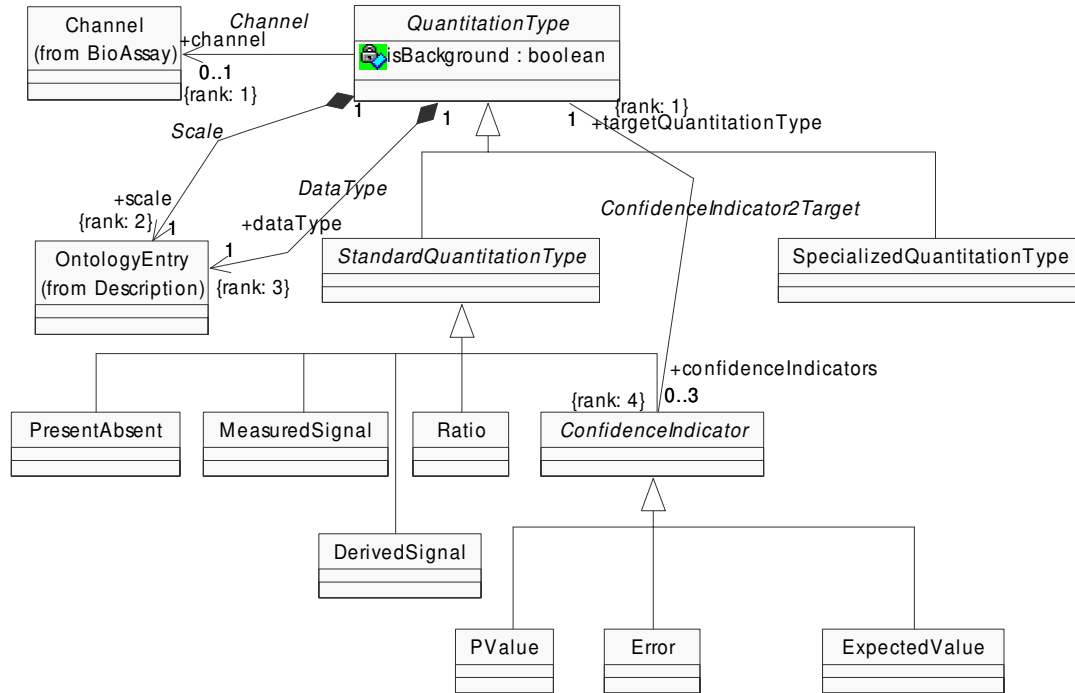 Channel
(from BioAssay)
Channel
+channel
0..1
{rank: 1}
QuantitationType
isBackground : boolean
1
1
Scale
+scale
{rank: 2}
1
DataType
+dataType
1
{rank: 3}
{rank: 1}
1
+targetQuantitationType
ConfidenceIndicator2Target
OntologyEntry
(from Description)
StandardQuantitationType
SpecializedQuantitationType
+confidenceIndicators
{rank: 4}
0..3
PresentAbsent
MeasuredSignal
Ratio
ConfidenceIndicator
DerivedSignal
PValue
Error
ExpectedValue